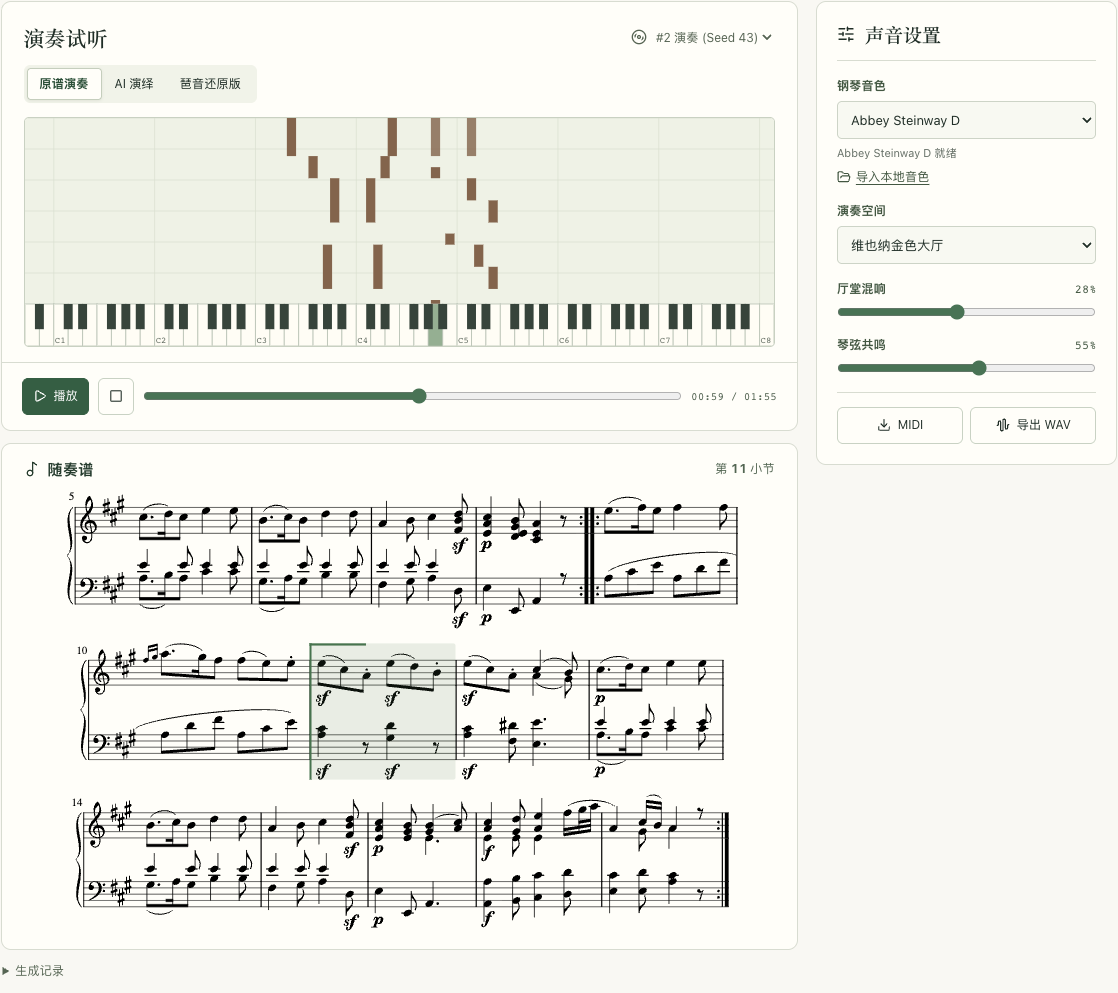 演奏试听
#2 演奏 (Seed 43)
原谱演奏 AI 演绎 琶音还原版
C1 C2 C3 C4 C5 C6 C7 C8
播放 00:59 / 01:55
随奏谱 第 11 小节
5
sf p
sf p
10
sf sf sf p
sf sf sf p
14
sf p f
sf p f
生成记录
声音设置
钢琴音色
Abbey Steinway D
Abbey Steinway D 就绪
导入本地音色
演奏空间
维也纳金色大厅
厅堂混响 28%
琴弦共鸣 55%
MIDI 导出 WAV